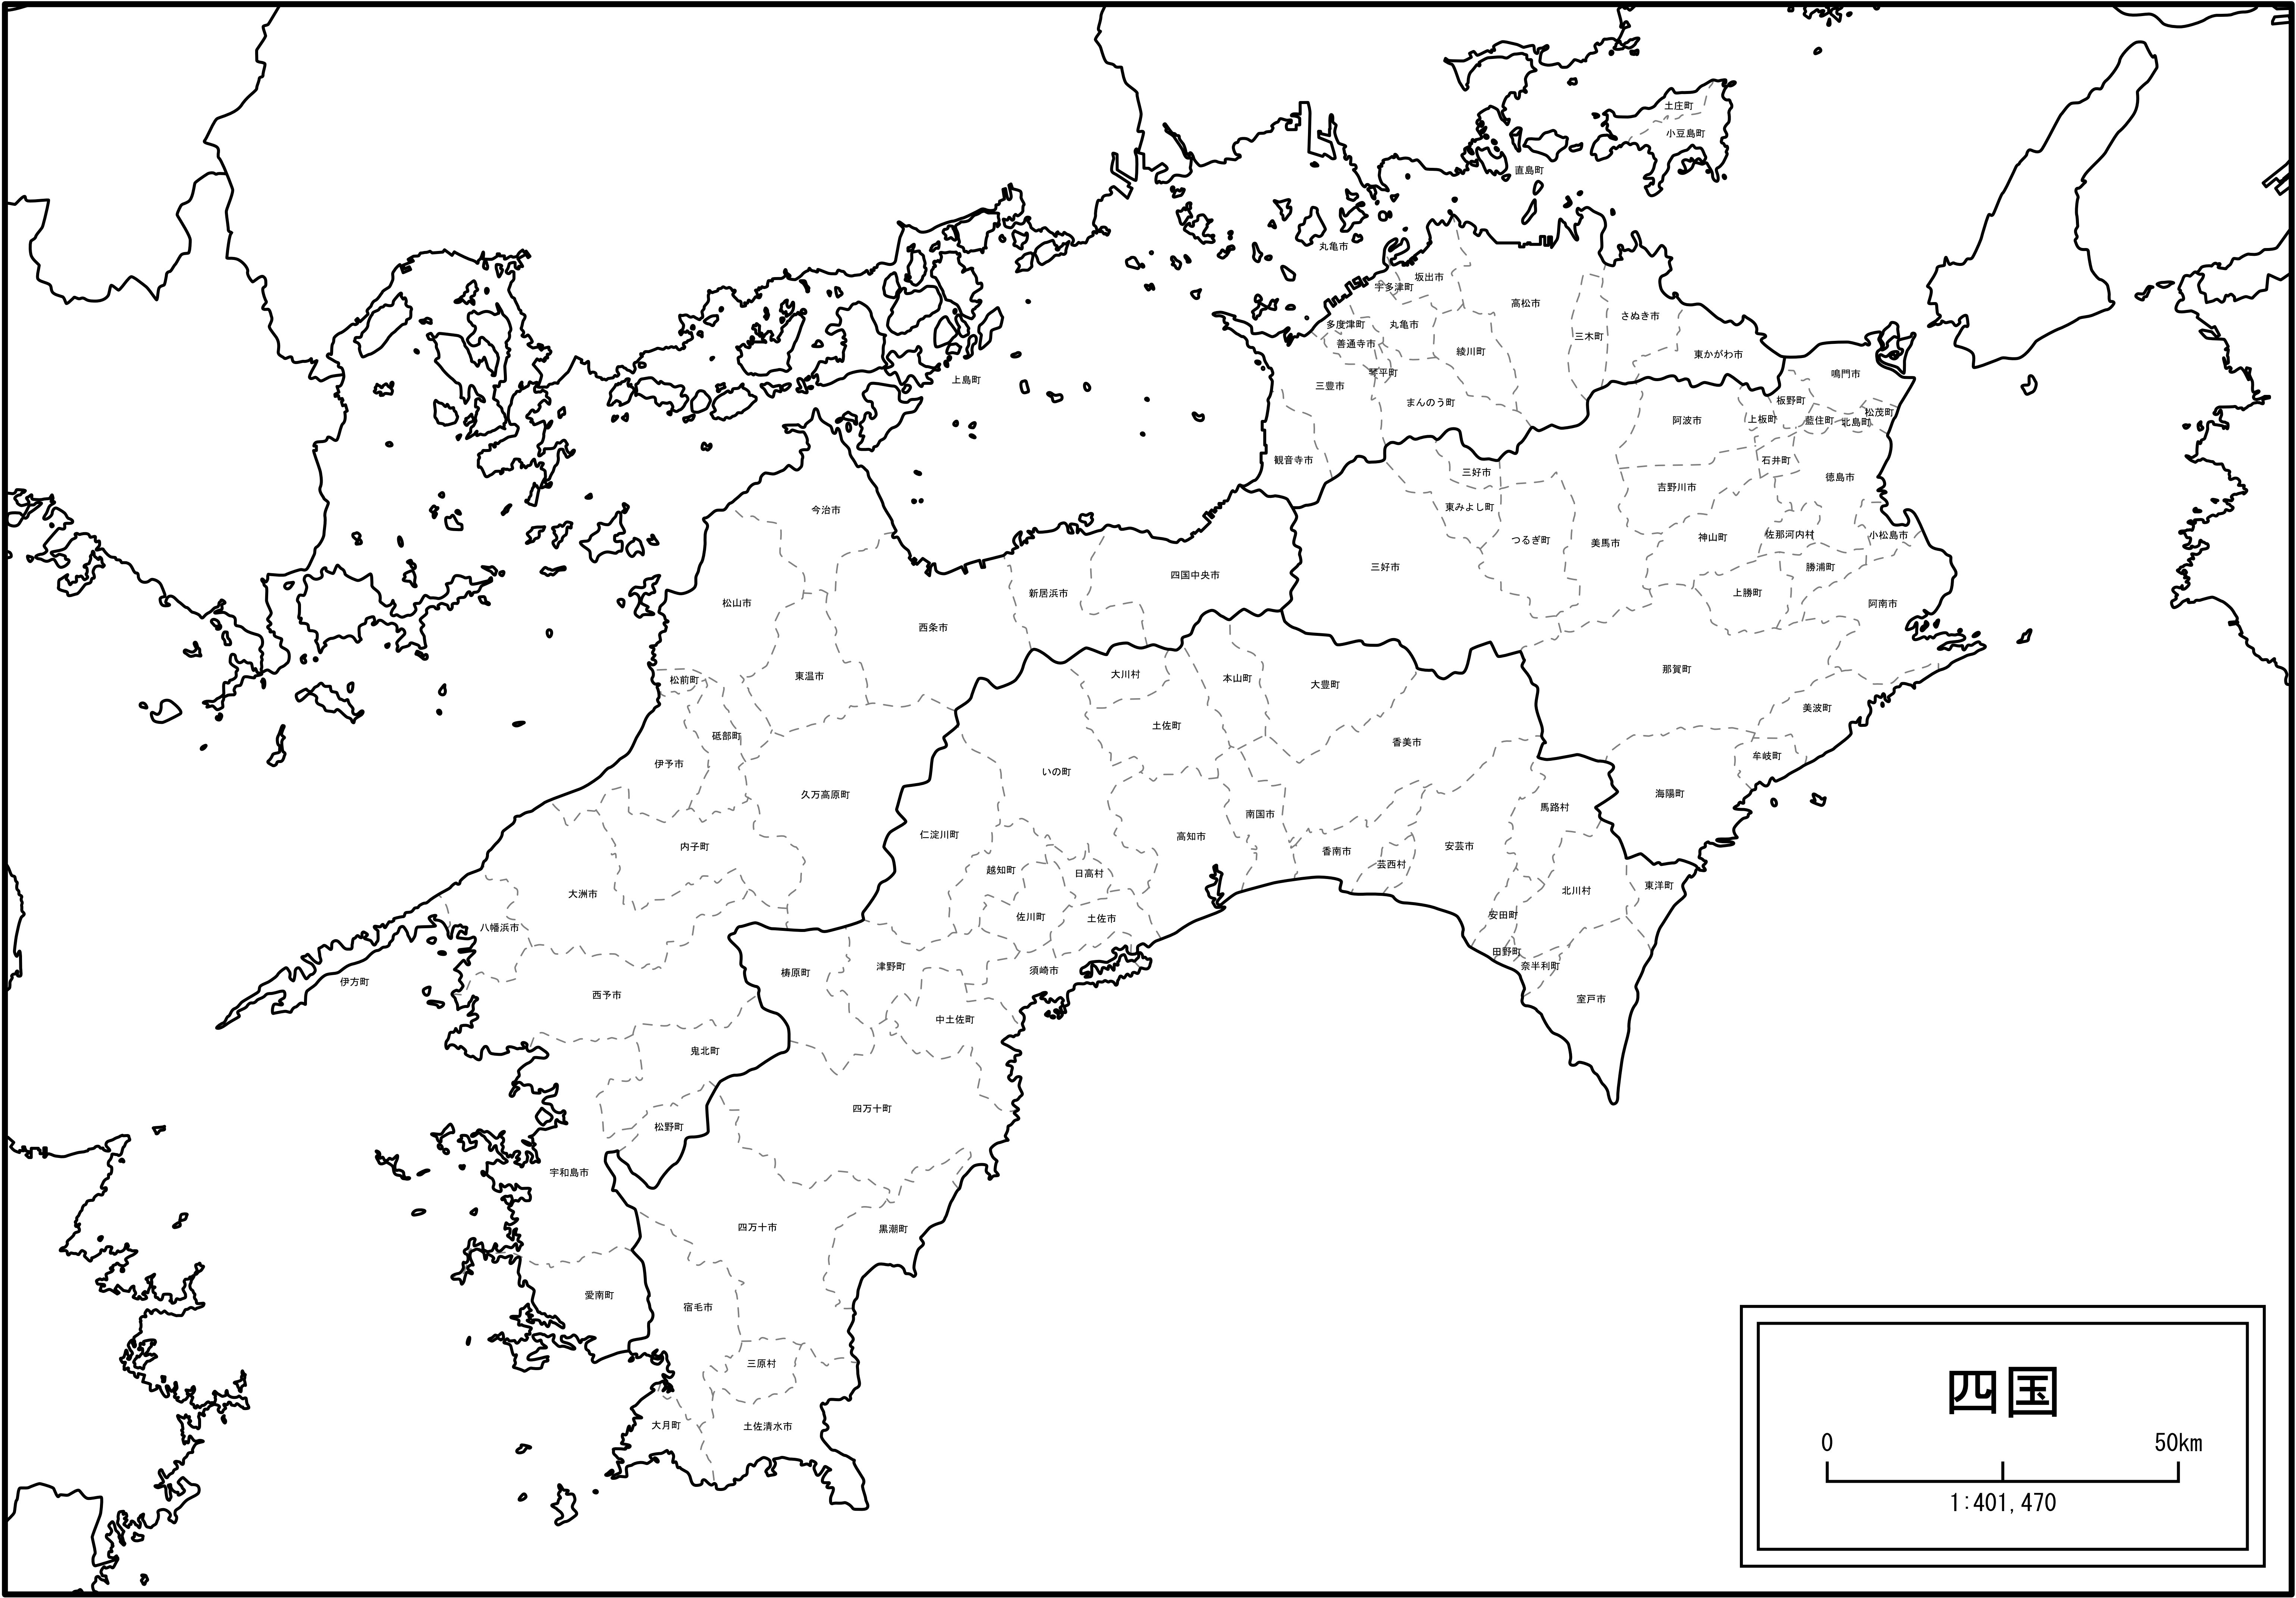 土庄町
小豆島町
直島町
丸亀市
坂出市
宇多津町
高松市
さぬき市
多度津町
丸亀市
三木町
善通寺市
綾川町
東かがわ市
琴平町
三豊市
まんのう町
鳴門市
上島町
板野町
松茂町
阿波市
上板町
藍住町
北島町
観音寺市
三好市
石井町
徳島市
吉野川市
今治市
東みよし町
つるぎ町
美馬市
神山町
佐那河内村
小松島市
三好市
勝浦町
四国中央市
新居浜市
上勝町
松山市
阿南市
西条市
那賀町
大川村
本山町
大豊町
東温市
松前町
美波町
土佐町
砥部町
香美市
牟岐町
伊予市
いの町
久万高原町
海陽町
馬路村
南国市
仁淀川町
高知市
内子町
安芸市
香南市
芸西村
越知町
日高村
東洋町
大洲市
北川村
佐川町
土佐市
安田町
八幡浜市
田野町
津野町
須崎市
梼原町
奈半利町
伊方町
西予市
室戸市
中土佐町
鬼北町
四万十町
松野町
宇和島市
四万十市
黒潮町
愛南町
宿毛市
三原村
大月町
土佐清水市
四国
0
50km
1:401,470